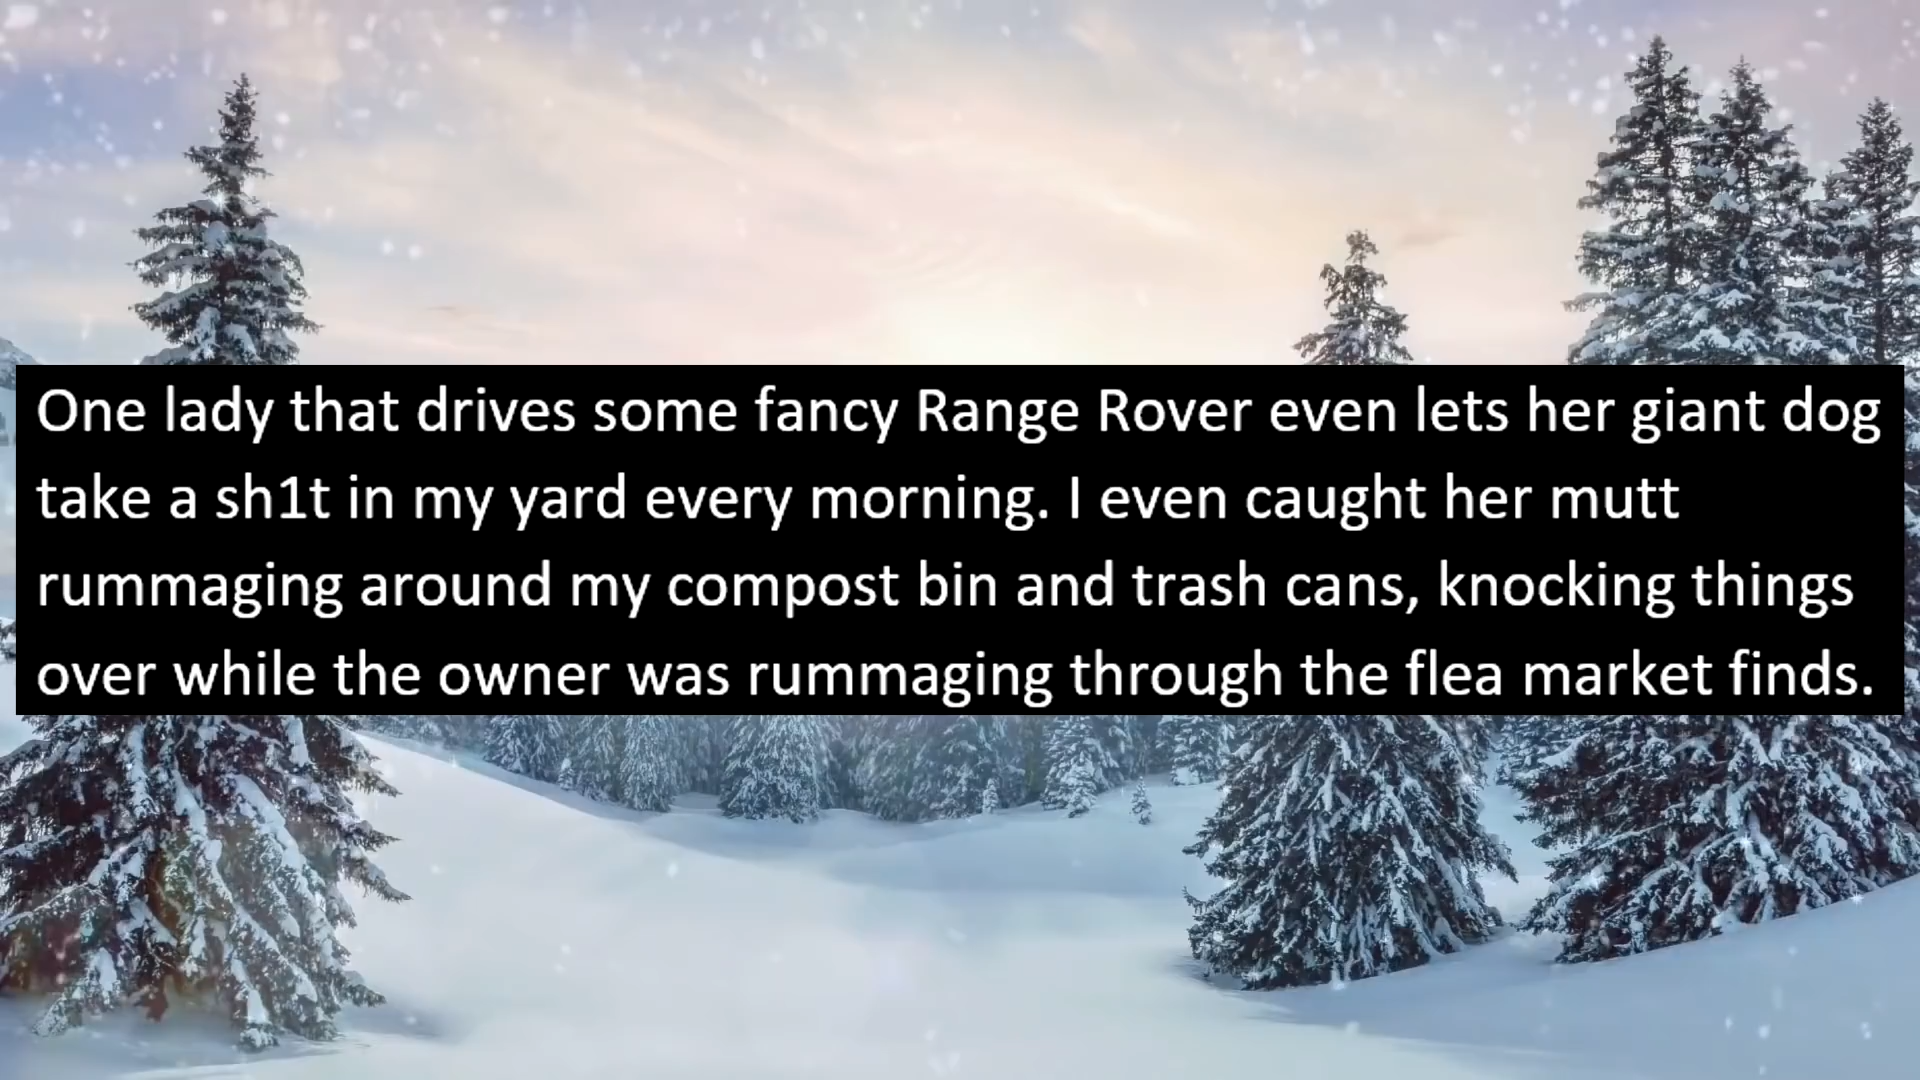 One lady that drives some fancy Range Rover even lets her giant dog
take a sh1t in my yard every morning. I even caught her mutt
rummaging around my compost bin and trash cans, knocking things
over while the owner was rummaging through the flea market finds.